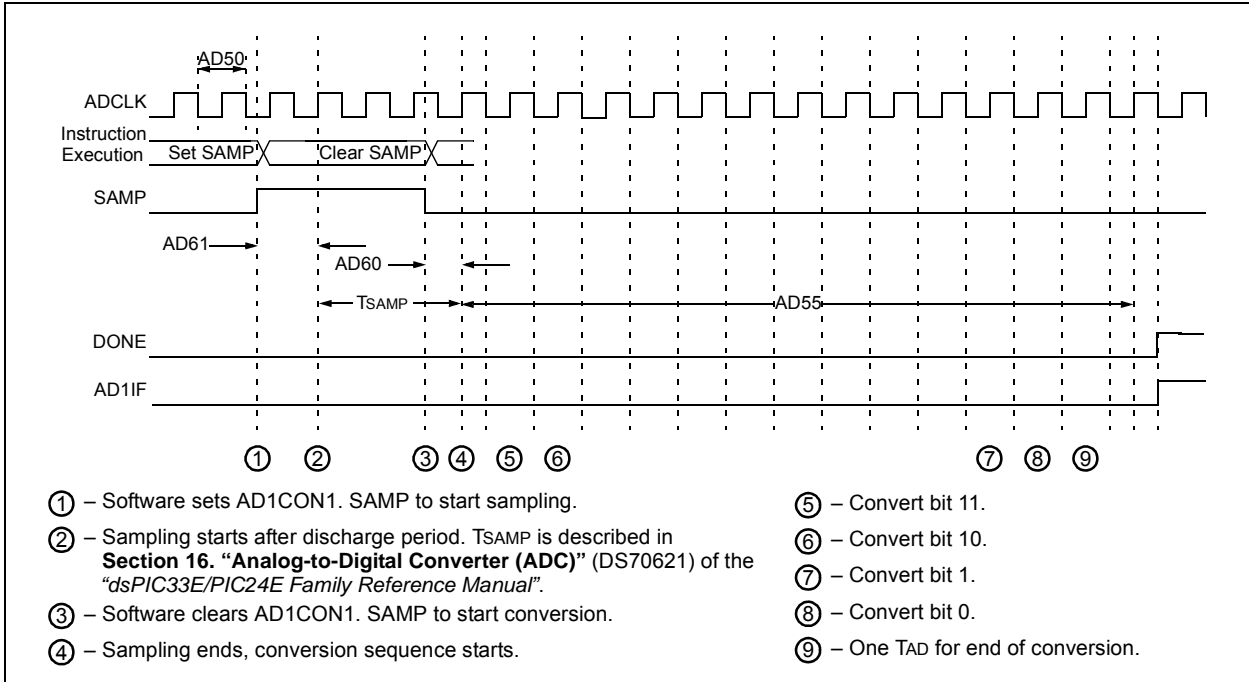 AD50
ADCLK
Instruction
Execution
Set SAMP
Clear SAMP
SAMP
AD61
AD60
TSAMP
AD55
DONE
AD1IF
1 2 3 4 5 6 7 8 9
1 – Software sets AD1CON1. SAMP to start sampling.
2 – Sampling starts after discharge period. TSAMP is described in
Section 16. “Analog-to-Digital Converter (ADC)” (DS70621) of the
“dsPIC33E/PIC24E Family Reference Manual”.
3 – Software clears AD1CON1. SAMP to start conversion.
4 – Sampling ends, conversion sequence starts.
5 – Convert bit 11.
6 – Convert bit 10.
7 – Convert bit 1.
8 – Convert bit 0.
9 – One TAD for end of conversion.